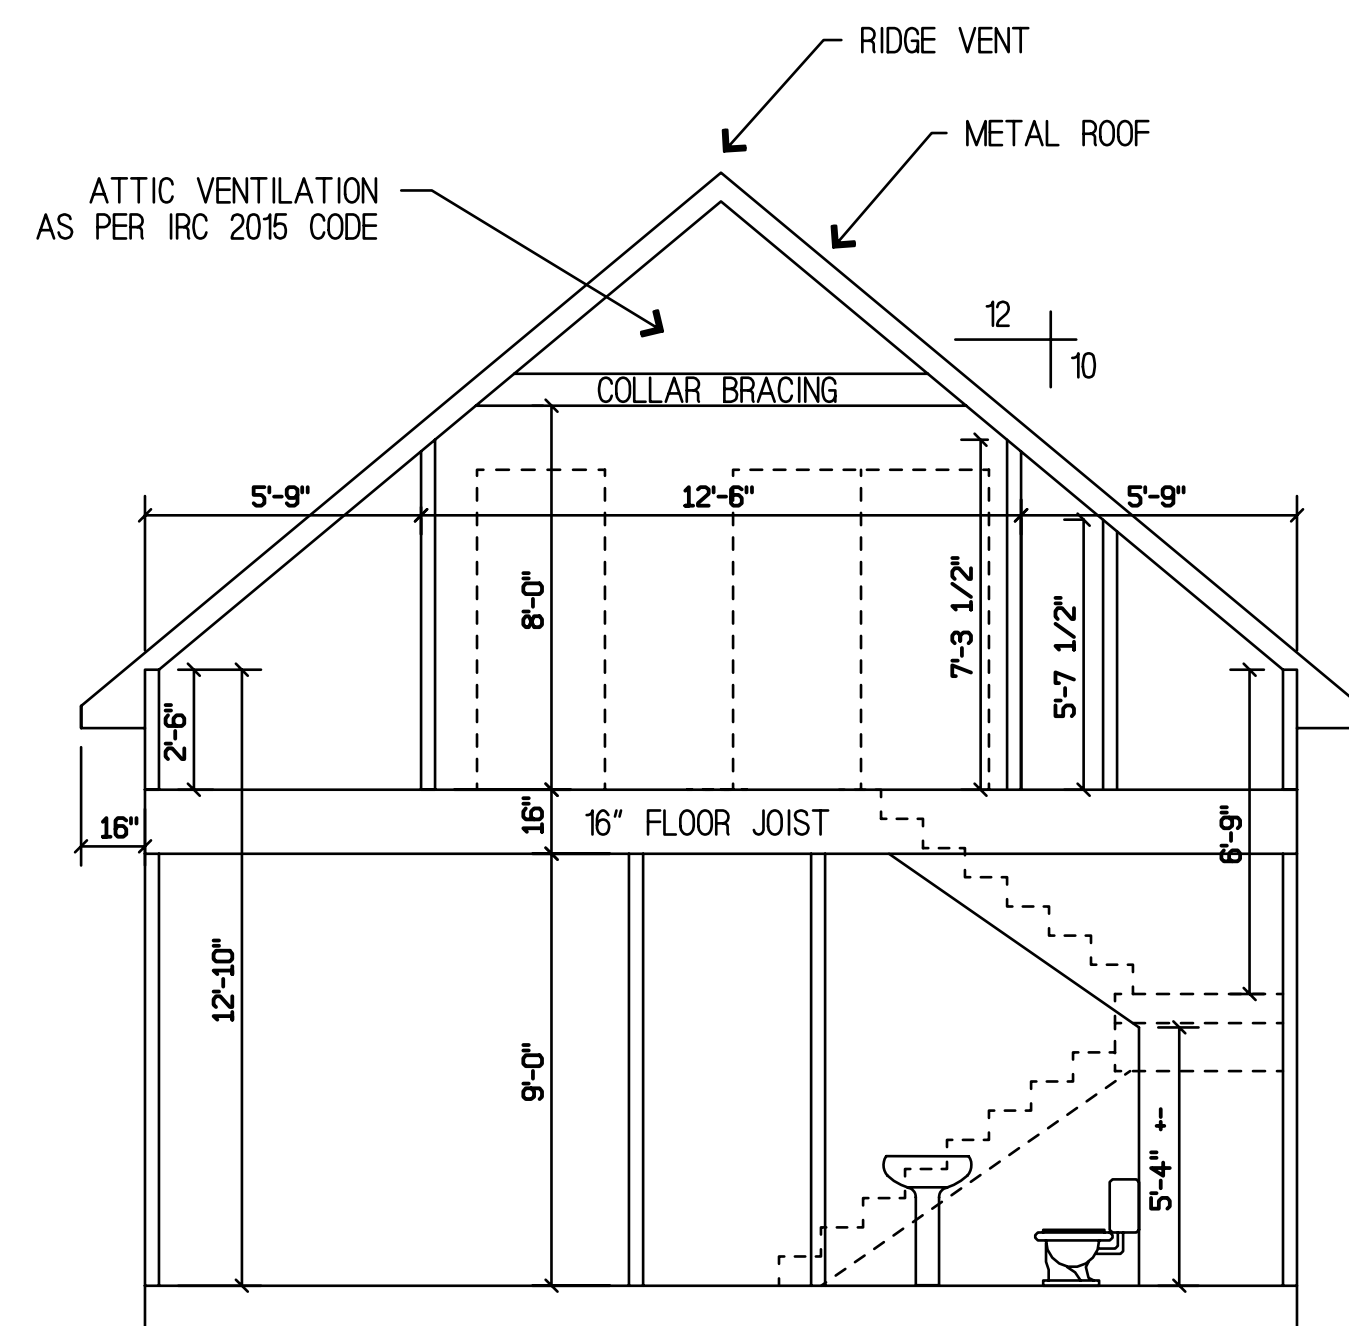 RIDGE VENT
METAL ROOF
ATTIC VENTILATION
AS PER IRC 2015 CODE
12
10
COLLAR BRACING
5'-9"
12'-6"
5'-9"
8'-0"
7'-3 1/2"
5'-7 1/2"
2'-6"
16"
16"
16" FLOOR JOIST
6'-9"
12'-10"
9'-0"
5'-4" +-